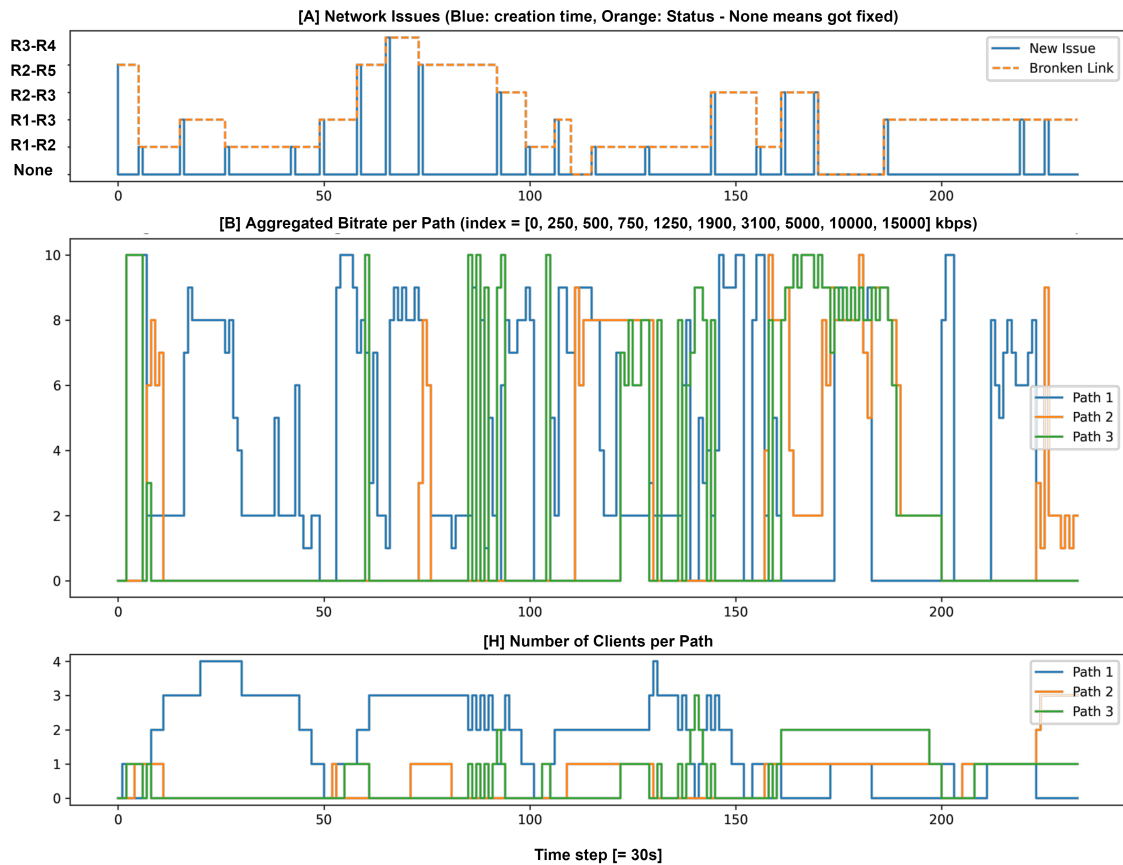 [A] Network Issues (Blue: creation time, Orange: Status - None means got fixed)
R3-R4
R2-R5
R2-R3
R1-R3
R1-R2
None
New Issue
Bronken Link
0
50
100
150
200
[B] Aggregated Bitrate per Path (index = [0, 250, 500, 750, 1250, 1900, 3100, 5000, 10000, 15000] kbps)
10
8
6
4
2
0
Path 1
Path 2
Path 3
0
50
100
150
200
[H] Number of Clients per Path
4
3
2
1
0
Path 1
Path 2
Path 3
0
50
100
150
200
Time step [= 30s]